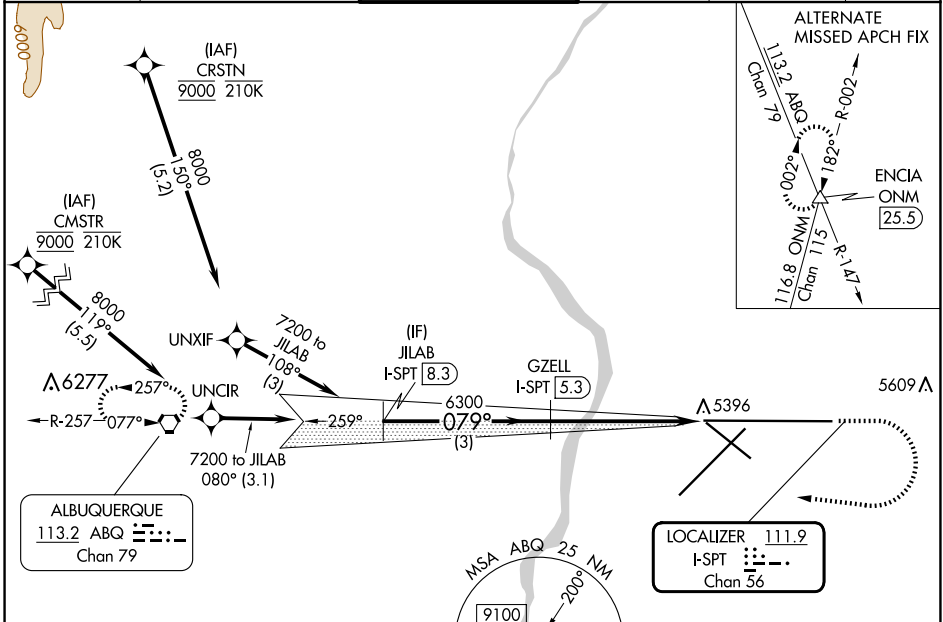 6000
(IAF)
CRSTN
9000 210K
8000
150°
(5.2)
(IAF)
CMSTR
9000 210K
8000
119°
(5.5)
UNXIF
7200 to
JILAB
108°
(3)
(IF)
JILAB
I-SPT 8.3
GZELL
I-SPT 5.3
6277
257°
R-257
077°
UNCIR
259°
6300
079°
(3)
7200 to JILAB
080° (3.1)
5396
5609
ALBUQUERQUE
113.2 ABQ
Chan 79
LOCALIZER 111.9
I-SPT
Chan 56
MSA ABQ 25 NM
200°
9100
ALTERNATE
MISSED APCH FIX
113.2 ABQ
Chan 79
R-002
002°
182°
ENCIA
ONM
25.5
116.8 ONM
Chan 115
R-147